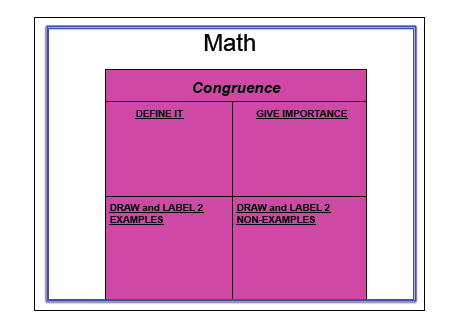 Math
Congruence
DEFINE IT
GIVE IMPORTANCE
DRAW and LABEL 2
EXAMPLES
DRAW and LABEL 2
NON-EXAMPLES